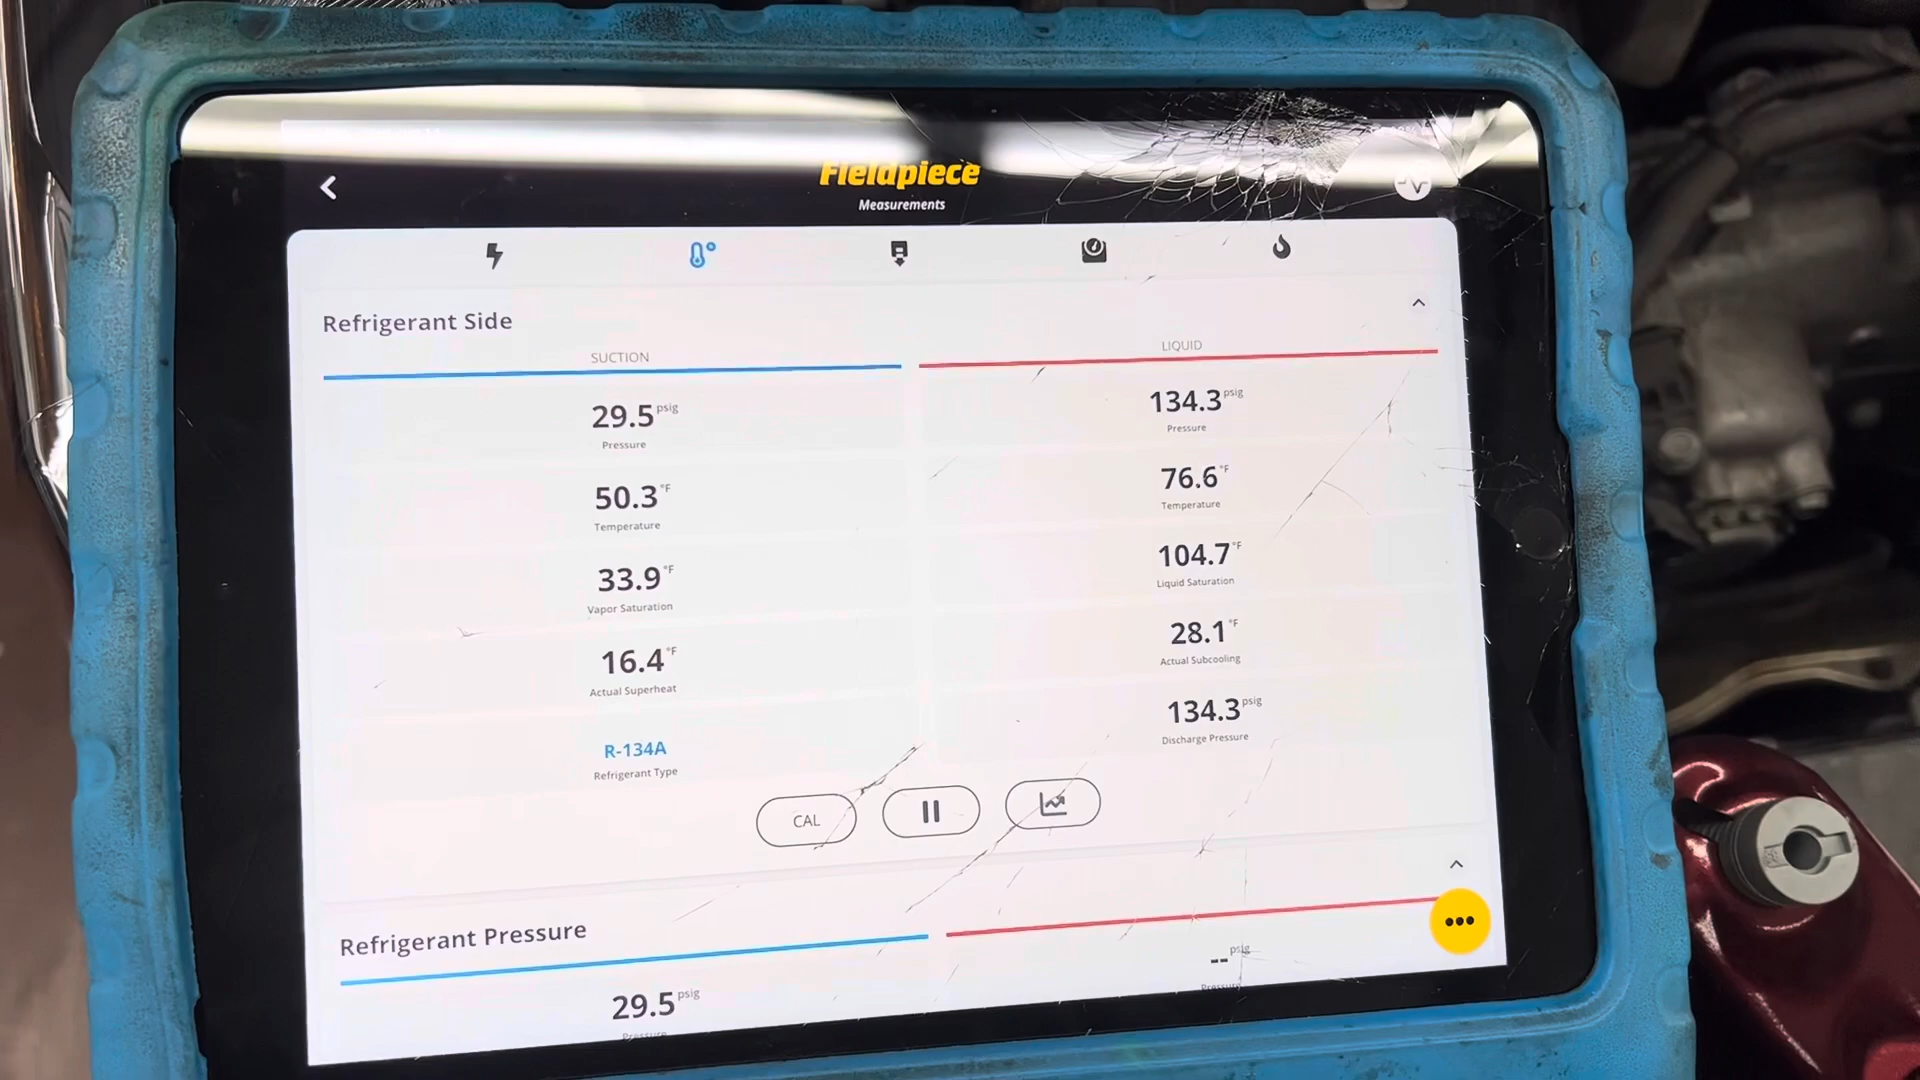 Fieldpiece
Measurements
Refrigerant Side
SUCTION
LIQUID
29.5 psig
Pressure
134.3 psig
Pressure
50.3 °F
Temperature
76.6 °F
Temperature
33.9 °F
Vapor Saturation
104.7 °F
Liquid Saturation
16.4 °F
Actual Superheat
28.1 °F
Actual Subcooling
R-134A
Refrigerant Type
134.3 psig
Discharge Pressure
CAL
Refrigerant Pressure
29.5 psig
Pressure
-- psig
Pressure